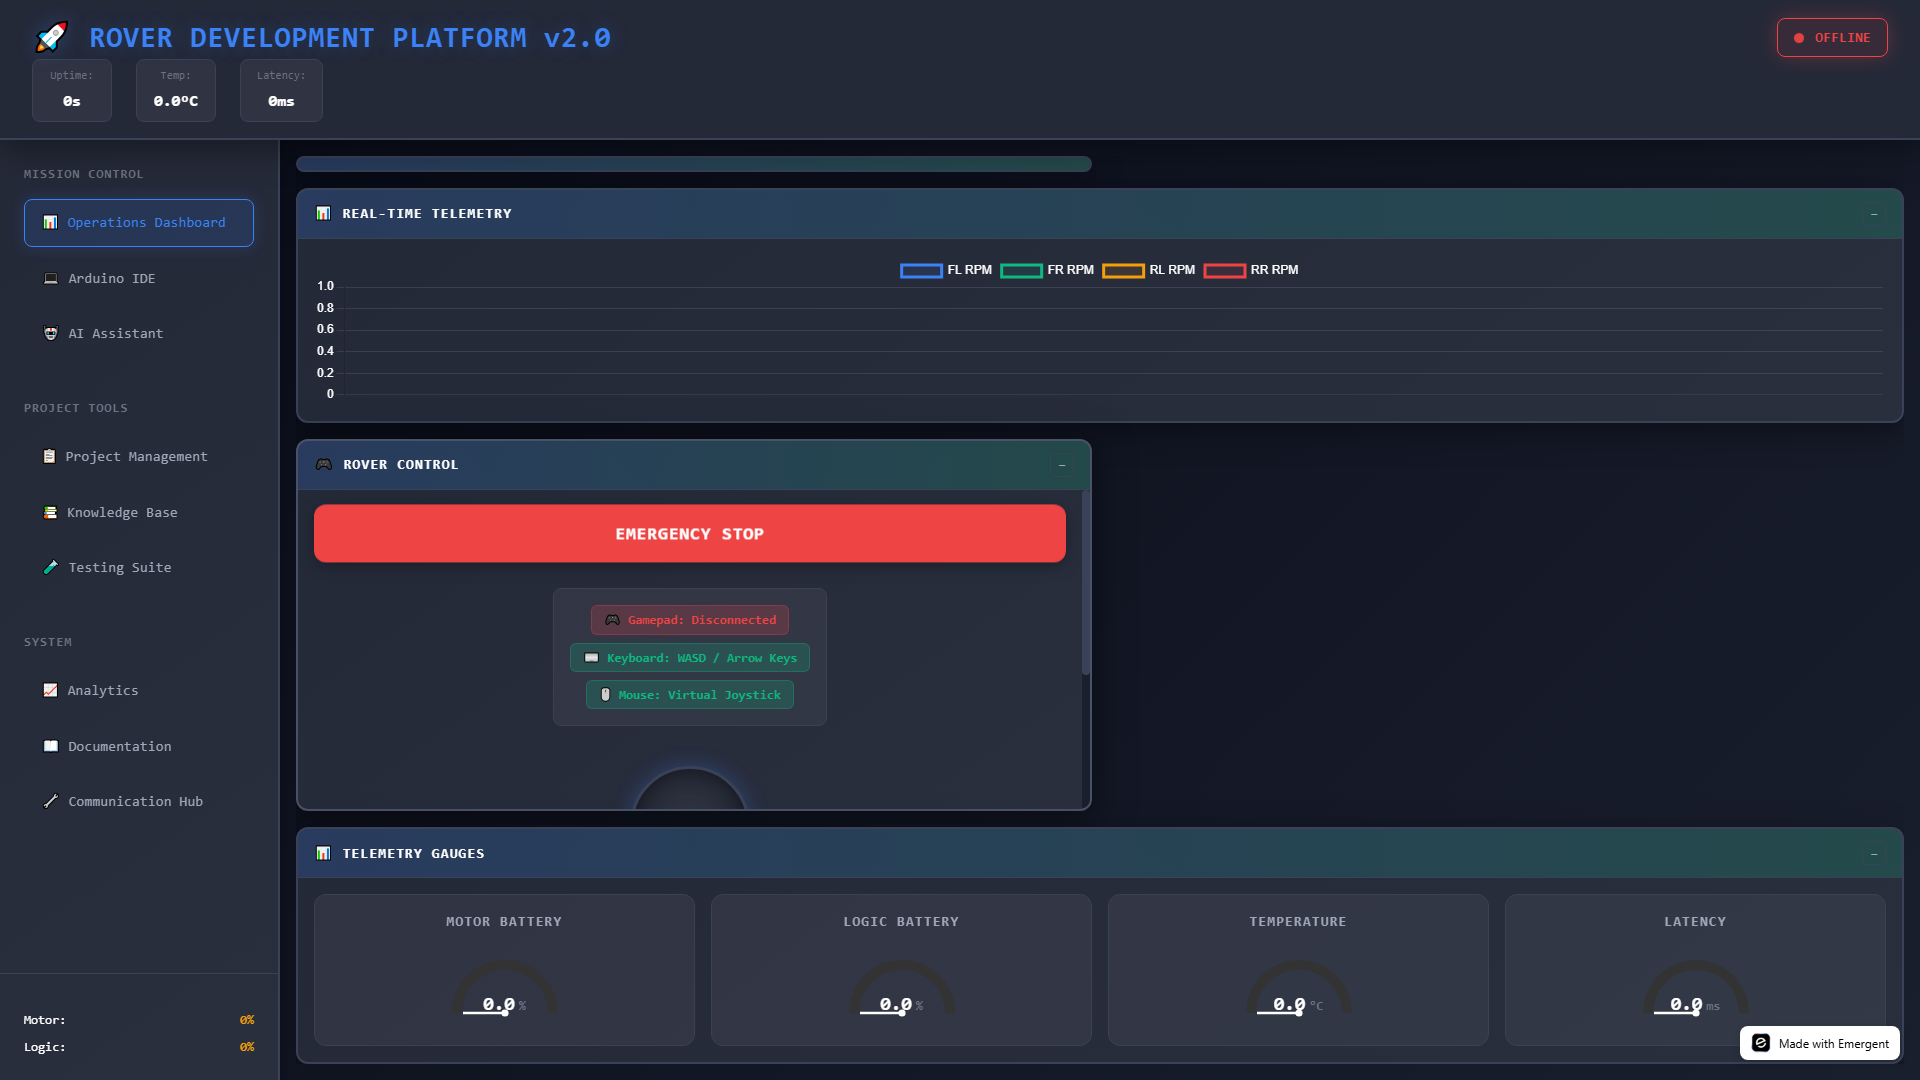 ROVER DEVELOPMENT PLATFORM v2.0
OFFLINE
Uptime:
0s
Temp:
0.0°C
Latency:
0ms
MISSION CONTROL
Operations Dashboard
Arduino IDE
AI Assistant
PROJECT TOOLS
Project Management
Knowledge Base
Testing Suite
SYSTEM
Analytics
Documentation
Communication Hub
Motor: 0%
Logic: 0%
REAL-TIME TELEMETRY
−
FL RPM FR RPM RL RPM RR RPM
1.0
0.8
0.6
0.4
0.2
0
ROVER CONTROL
−
EMERGENCY STOP
Gamepad: Disconnected
Keyboard: WASD / Arrow Keys
Mouse: Virtual Joystick
TELEMETRY GAUGES
−
MOTOR BATTERY
0.0 %
LOGIC BATTERY
0.0 %
TEMPERATURE
0.0 °C
LATENCY
0.0 ms
Made with Emergent